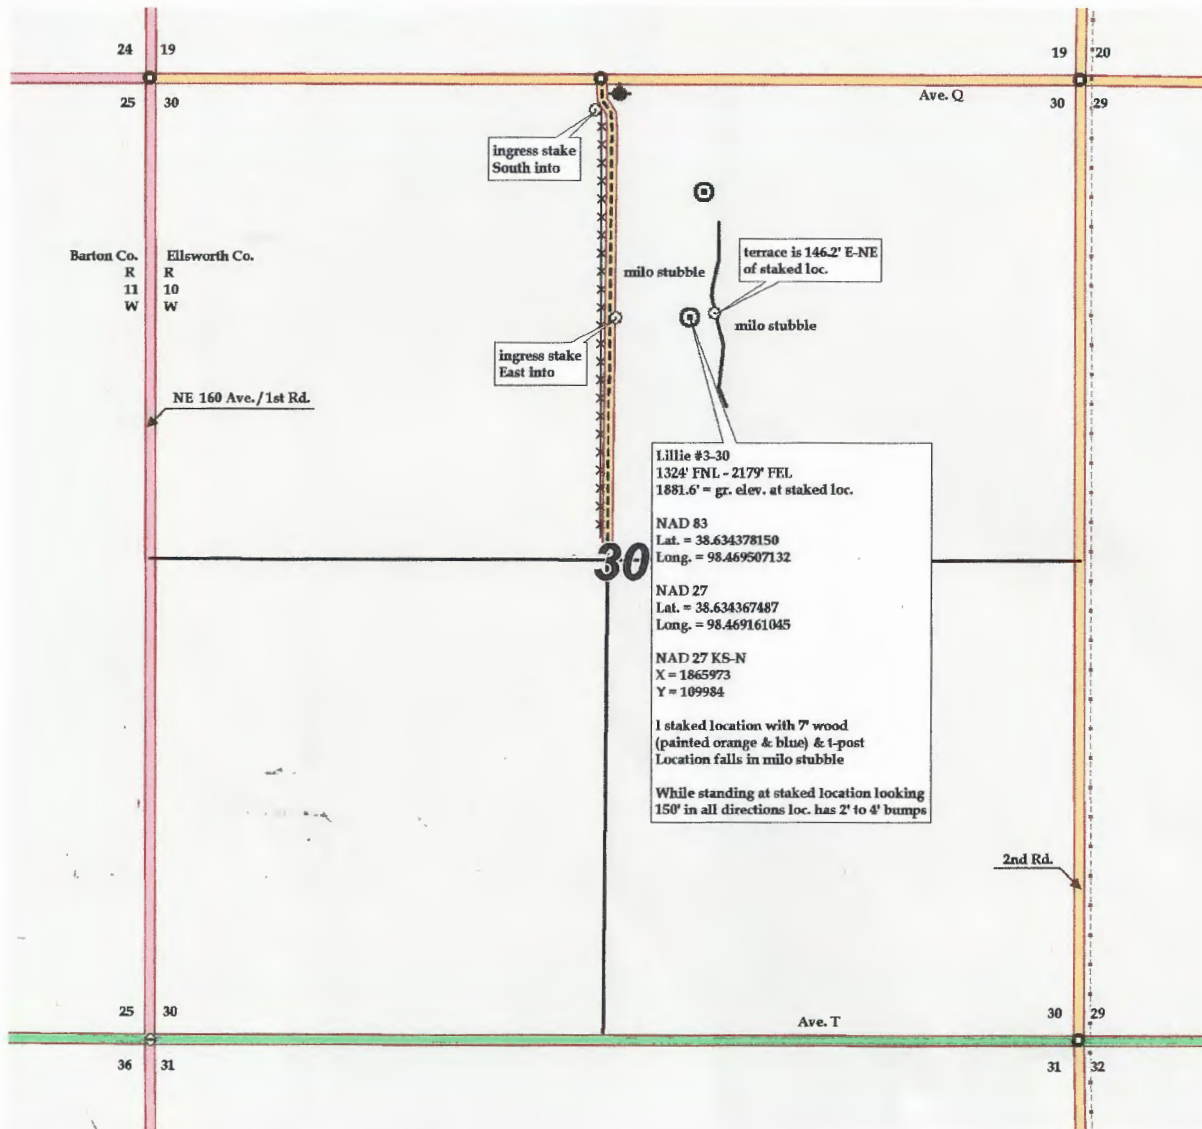 24 19
19 20
25 30
Ave. Q
30 29
ingress stake
South into
Barton Co. Ellsworth Co.
R R
11 10
W W
terrace is 146.2' E-NE
of staked loc.
milo stubble
milo stubble
ingress stake
East into
NE 160 Ave./1st Rd.
Lillie #3-30
1324' FNL - 2179' FEL
1881.6' = gr. elev. at staked loc.
NAD 83
Lat. = 38.634378150
Long. = 98.469507132
30
NAD 27
Lat. = 38.634367487
Long. = 98.469161045
NAD 27 KS-N
X = 1865973
Y = 109984
I staked location with 7' wood
(painted orange & blue) & t-post
Location falls in milo stubble
While standing at staked location looking
150' in all directions loc. has 2' to 4' bumps
2nd Rd.
25 30
30 29
Ave. T
36 31
31 32